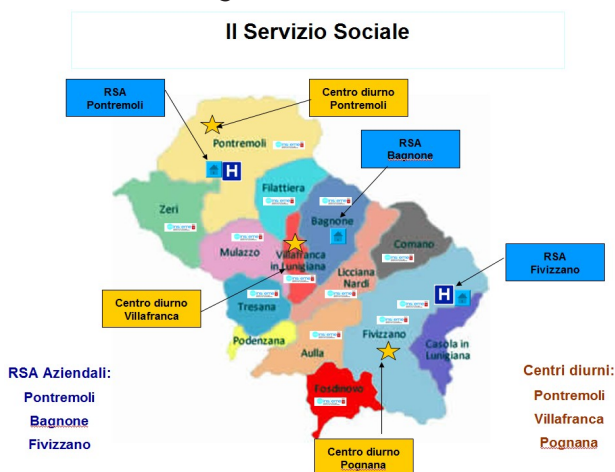 Il Servizio Sociale
RSA
Pontremoli
Centro diurno
Pontremoli
Pontremoli
H
RSA
Bagnone
Filattiera
Zeri
Bagnone
Mulazzo
Villafranca
in Lunigiana
Comano
RSA
Fivizzano
Licciana
Nardi
H
Centro diurno
Villafranca
Tresana
Fivizzano
Podenzana
Aulla
Casola in
Lunigiana
RSA Aziendali:
Pontremoli
Bagnone
Fivizzano
Fosdinovo
Centri diurni:
Pontremoli
Villafranca
Pognana
Centro diurno
Pognana